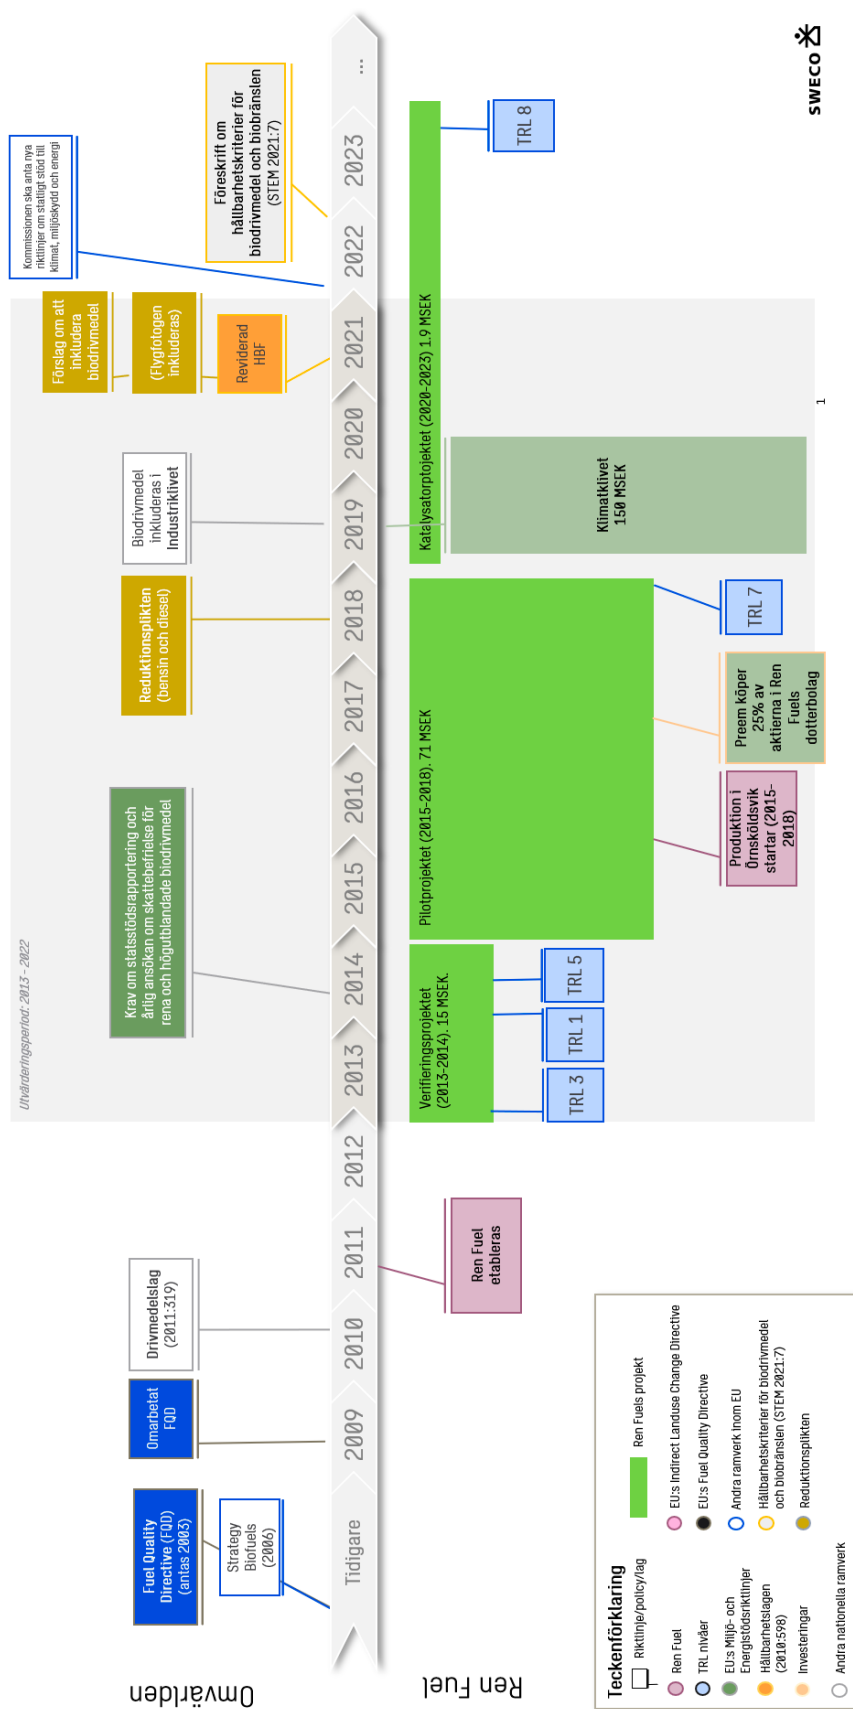 Omvärlden
Ren Fuel
Utvärderingsperiod: 2013 - 2022
Fuel Quality
Directive (FQD)
(antas 2003)
Strategy
Biofuels
(2006)
Omarbetat
FQD
Drivmedelslag
(2011:319)
Krav om statsstödsrapportering och
årlig ansökan om skattebefrielse för
rena och högutblandade biodrivmedel
Reduktionsplikten
(bensin och diesel)
Biodrivmedel
inkluderas i
Industriklivet
Förslag om att
inkludera
biodrivmedel
(Flygfotogen
inkluderas)
Reviderad
HBF
Kommissionen ska anta nya
riktlinjer om statligt stöd till
klimat, miljöskydd och energi
Föreskrift om
hållbarhetskriterier för
biodrivmedel och biobränslen
(STEM 2021:7)
Tidigare
2009
2010
2011
2012
2013
2014
2015
2016
2017
2018
2019
2020
2021
2022
2023
...
Ren Fuel
etableras
Verifieringsprojektet
(2013-2014). 15 MSEK.
TRL 3
TRL 1
TRL 5
Pilotprojektet (2015-2018). 71 MSEK
Produktion i
Örnsköldsvik
startar (2015-
2018)
Preem köper
25% av
aktierna i Ren
Fuels
dotterbolag
TRL 7
Katalysatorptojektet (2020-2023) 1.9 MSEK
Klimatklivet
150 MSEK
TRL 8
Teckenförklaring
Riktlinje/policy/lag
Ren Fuels projekt
Ren Fuel
EU:s Indirect Landuse Change Directive
TRL nivåer
EU:s Fuel Quality Directive
EU:s Miljö- och
Energistödsriktlinjer
Andra ramverk inom EU
Hållbarhetslagen
(2010:598)
Hållbarhetskriterier för biodrivmedel
och biobränslen (STEM 2021:7)
Investeringar
Reduktionsplikten
Andra nationella ramverk
1
SWECO